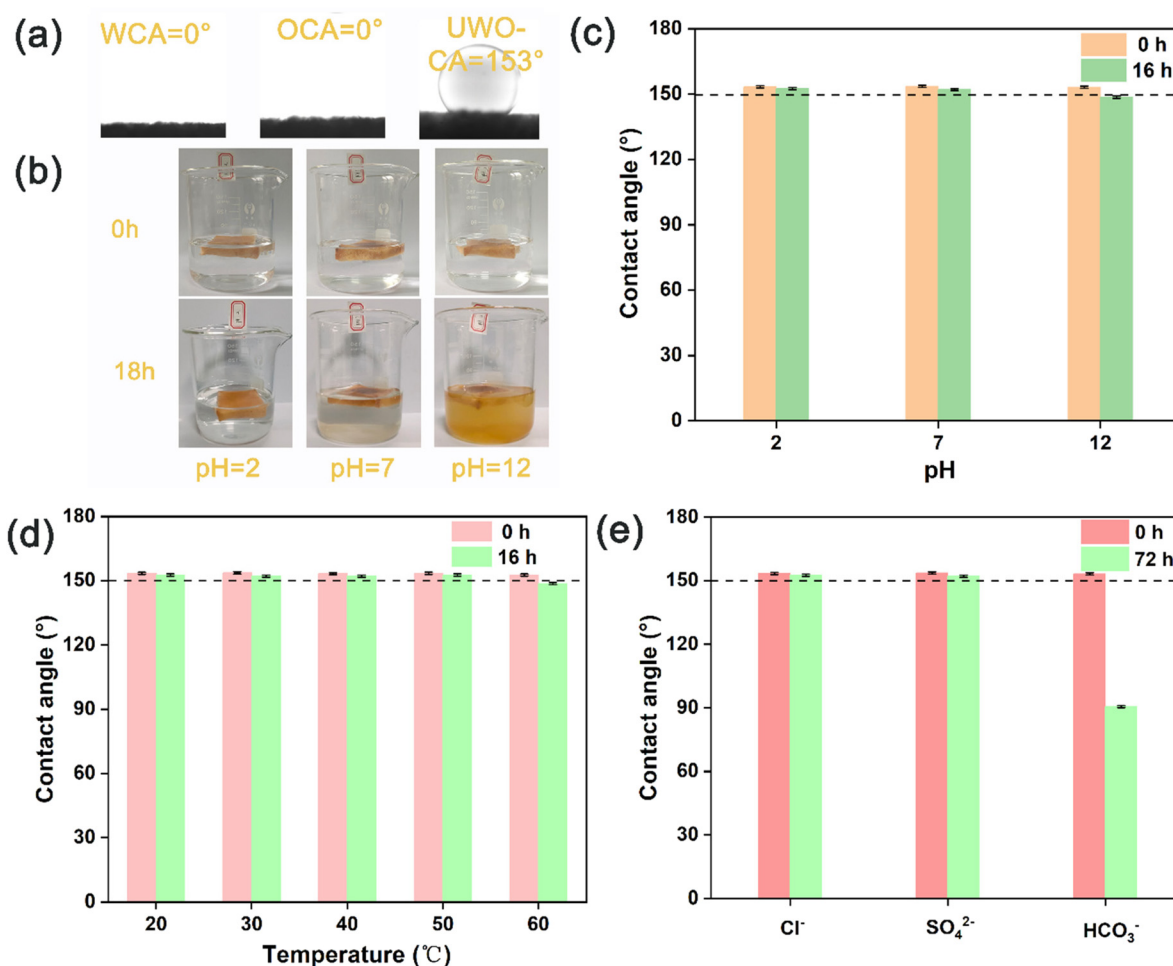 (a)
WCA=0°
OCA=0°
UWO-
CA=153°
(b)
0h
18h
pH=2
pH=7
pH=12
(c)
0 h
16 h
Contact angle (°)
180
150
120
90
60
30
0
2
7
12
pH
(d)
0 h
16 h
Contact angle (°)
180
150
120
90
60
30
0
20
30
40
50
60
Temperature (℃)
(e)
0 h
72 h
Contact angle (°)
180
150
120
90
60
30
0
Cl⁻
SO₄²⁻
HCO₃⁻